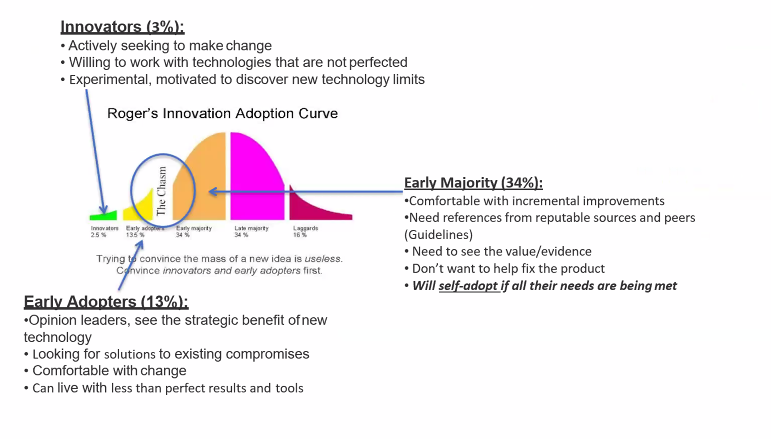 Innovators (3%):
• Actively seeking to make change
• Willing to work with technologies that are not perfected
• Experimental, motivated to discover new technology limits
Roger's Innovation Adoption Curve
The Chasm
Innovators
2.5 %
Early adopters
13.5 %
Early majority
34 %
Late majority
34 %
Laggards
16 %
Trying to convince the mass of a new idea is useless.
Convince innovators and early adopters first.
Early Majority (34%):
•Comfortable with incremental improvements
•Need references from reputable sources and peers
(Guidelines)
• Need to see the value/evidence
• Don't want to help fix the product
• Will self-adopt if all their needs are being met
Early Adopters (13%):
•Opinion leaders, see the strategic benefit of new
technology
• Looking for solutions to existing compromises
• Comfortable with change
• Can live with less than perfect results and tools